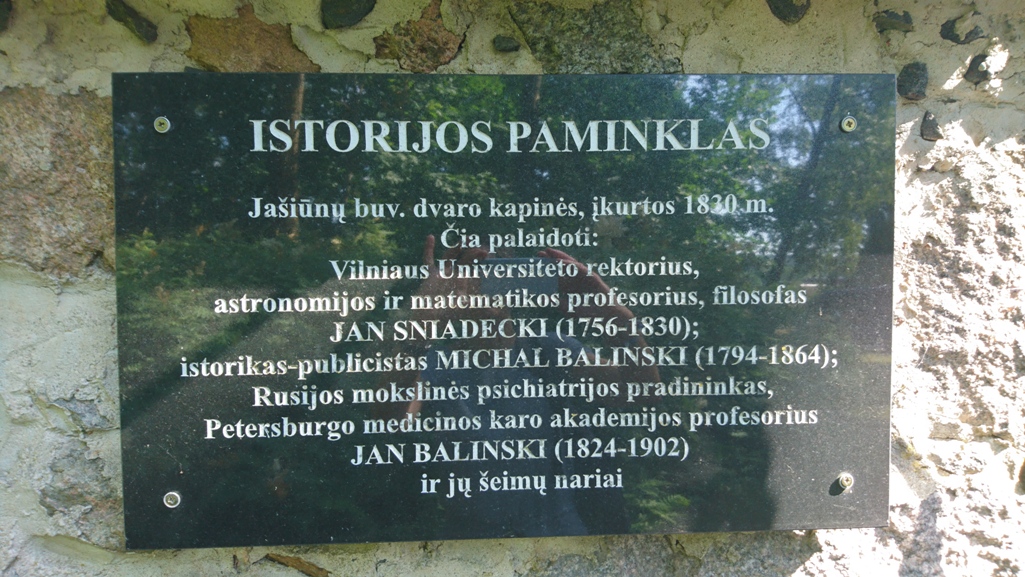 ISTORIJOS PAMINKLAS
Jašiūnų buv. dvaro kapinės, įkurtos 1830 m.
Čia palaidoti:
Vilniaus Universiteto rektorius,
astronomijos ir matematikos profesorius, filosofas
JAN SNIADECKI (1756-1830);
istorikas-publicistas MICHAL BALINSKI (1794-1864);
Rusijos mokslinės psichiatrijos pradininkas,
Petersburgo medicinos karo akademijos profesorius
JAN BALINSKI (1824-1902)
ir jų šeimų nariai